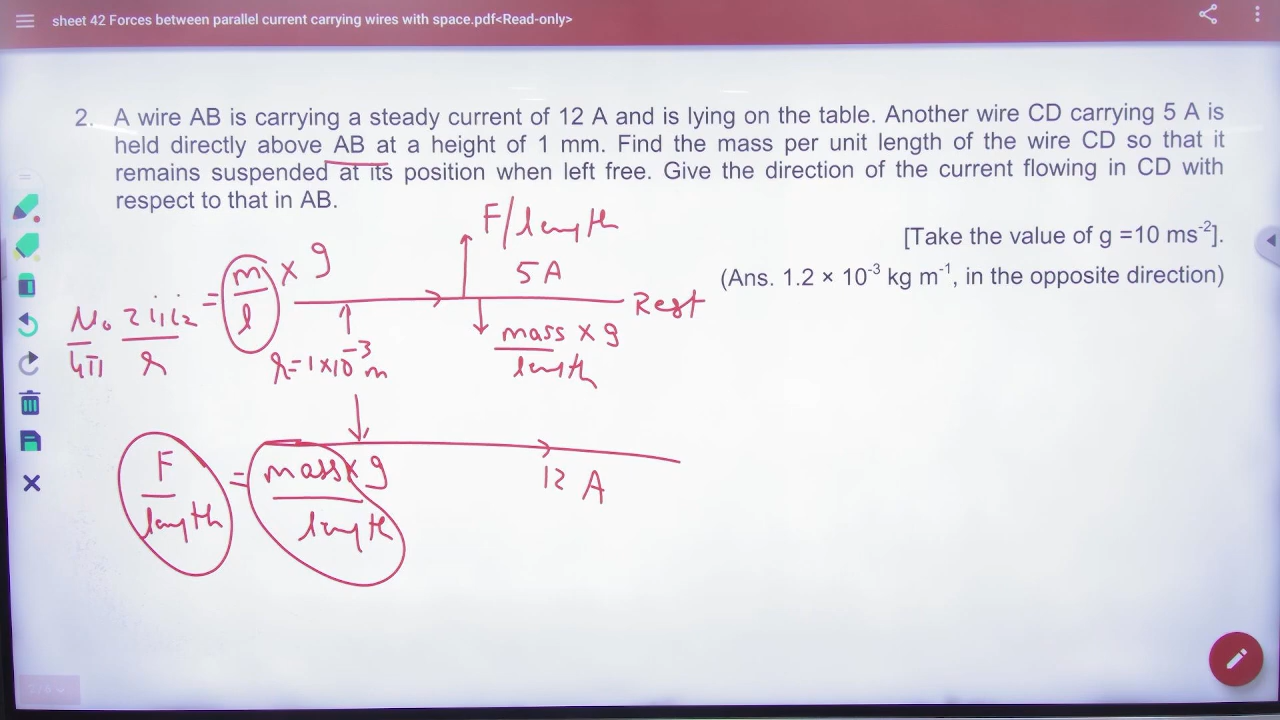 sheet 42 Forces between parallel current carrying wires with space.pdf<Read-only>
2. A wire AB is carrying a steady current of 12 A and is lying on the table. Another wire CD carrying 5 A is
held directly above AB at a height of 1 mm. Find the mass per unit length of the wire CD so that it
remains suspended at its position when left free. Give the direction of the current flowing in CD with
respect to that in AB.
[Take the value of g =10 ms⁻²].
(Ans. 1.2 × 10⁻³ kg m⁻¹, in the opposite direction)
F/length
5 A
Rest
mass × g
length
μ₀ 2 i₁ i₂ = m × g
4π r l
r = 1×10⁻³ m
12 A
F = mass × g
length length